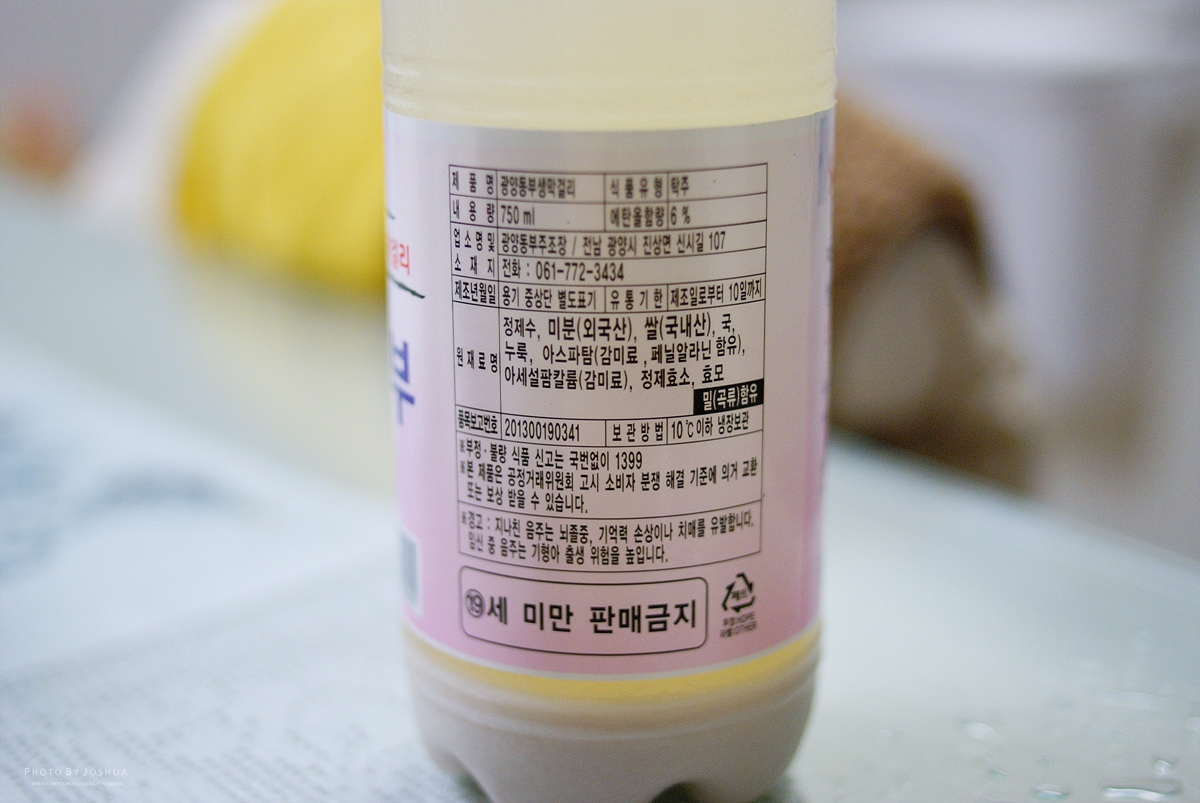 제품명 광양동부생막걸리 식품유형 탁주
내용량 750 ml 에탄올함량 6 %
업소명및 광양동부주조장 / 전남 광양시 진상면 신시길 107
소재지 전화 : 061-772-3434
제조년월일 용기 중상단 별도표기 유통기한 제조일로부터 10일까지
원재료명
정제수, 미분(외국산), 쌀(국내산), 국,
누룩, 아스파탐(감미료, 페닐알라닌 함유),
아세설팜칼륨(감미료), 정제효소, 효모
밀(곡류)함유
품목보고번호 201300190341 보관방법 10℃이하 냉장보관
※부정·불량 식품 신고는 국번없이 1399
※본 제품은 공정거래위원회 고시 소비자 분쟁 해결 기준에 의거 교환
또는 보상 받을 수 있습니다.
※경고 : 지나친 음주는 뇌졸중, 기억력 손상이나 치매를 유발합니다.
임신 중 음주는 기형아 출생 위험을 높입니다.
⑲세 미만 판매금지
페트
뚜껑:HDPE
라벨:OTHER
걸리
부
PHOTO BY JOSHUA